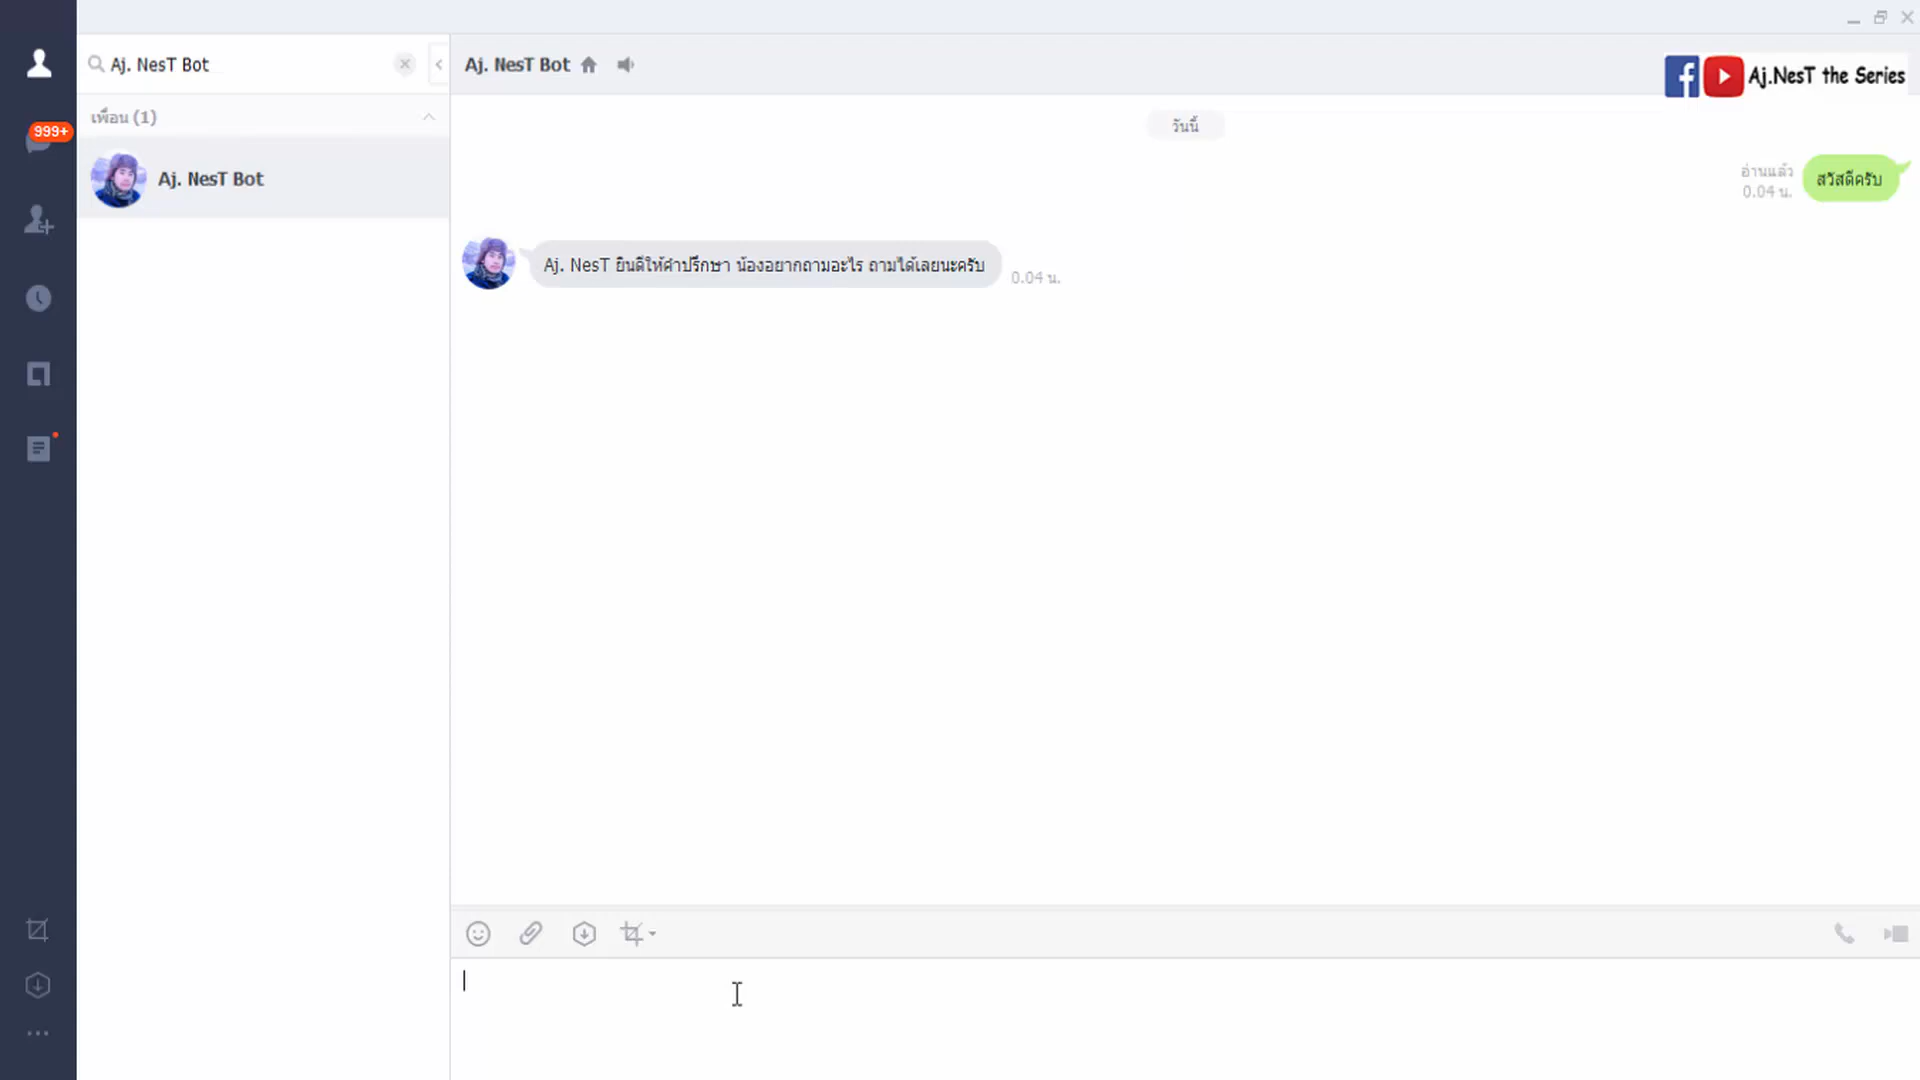 Aj. NesT Bot
Aj. NesT Bot
Aj.NesT the Series
เพื่อน (1)
วันนี้
999+
Aj. NesT Bot
อ่านแล้ว
0.04 น.
สวัสดีครับ
Aj. NesT ยินดีให้คำปรึกษา น้องอยากถามอะไร ถามได้เลยนะครับ
0.04 น.